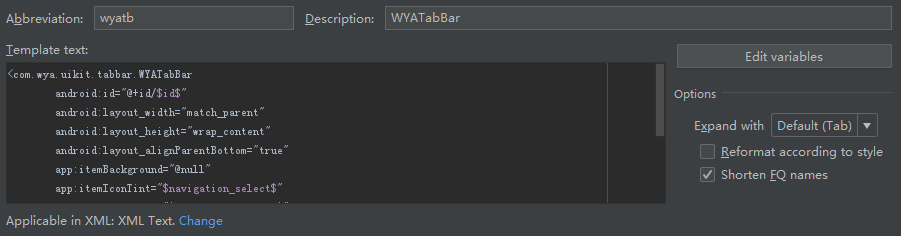 Abbreviation: wyatb Description: WYATabBar
Template text:
<com.wya.uikit.tabbar.WYATabBar
android:id="@+id/$id$"
android:layout_width="match_parent"
android:layout_height="wrap_content"
android:layout_alignParentBottom="true"
app:itemBackground="@null"
app:itemIconTint="$navigation_select$"
Edit variables
Options
Expand with Default (Tab)
Reformat according to style
Shorten FQ names
Applicable in XML: XML Text. Change